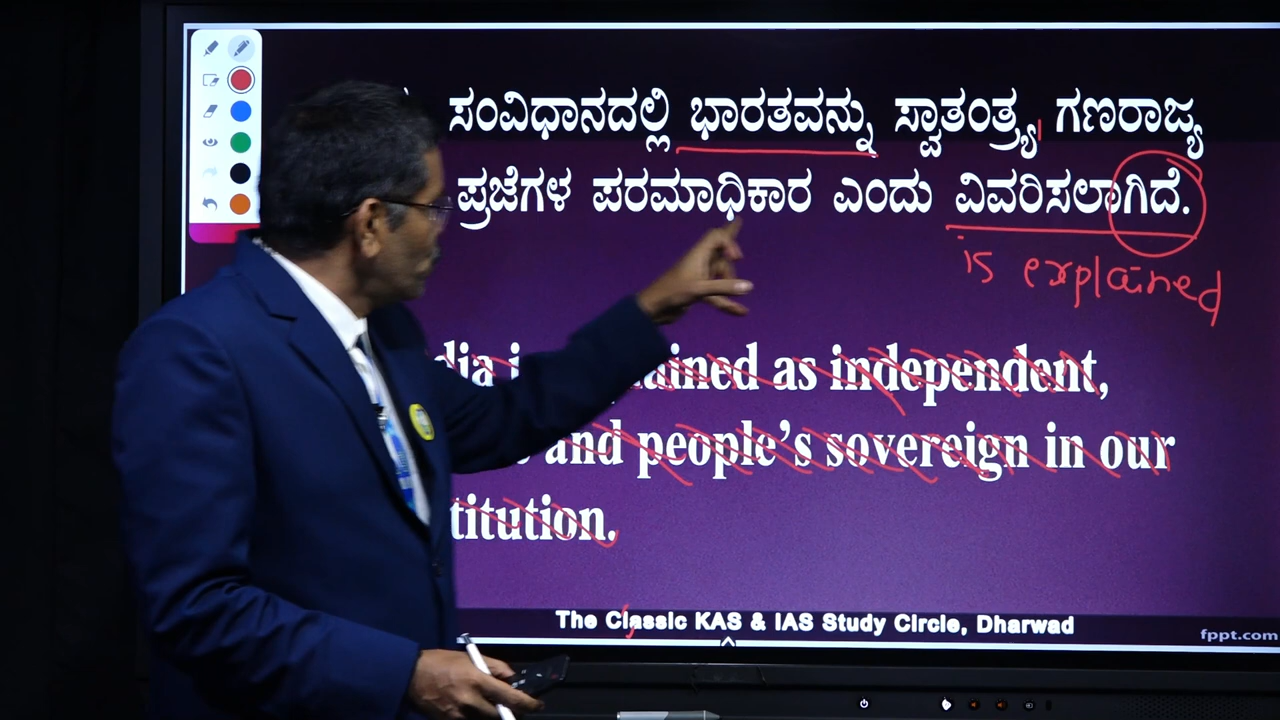 ಸಂವಿಧಾನದಲ್ಲಿ ಭಾರತವನ್ನು ಸ್ವಾತಂತ್ರ್ಯ, ಗಣರಾಜ್ಯ
ಪ್ರಜೆಗಳ ಪರಮಾಧಿಕಾರ ಎಂದು ವಿವರಿಸಲಾಗಿದೆ.
is explained
as independent,
and people's sovereign in our
The Classic KAS & IAS Study Circle, Dharwad
fppt.com